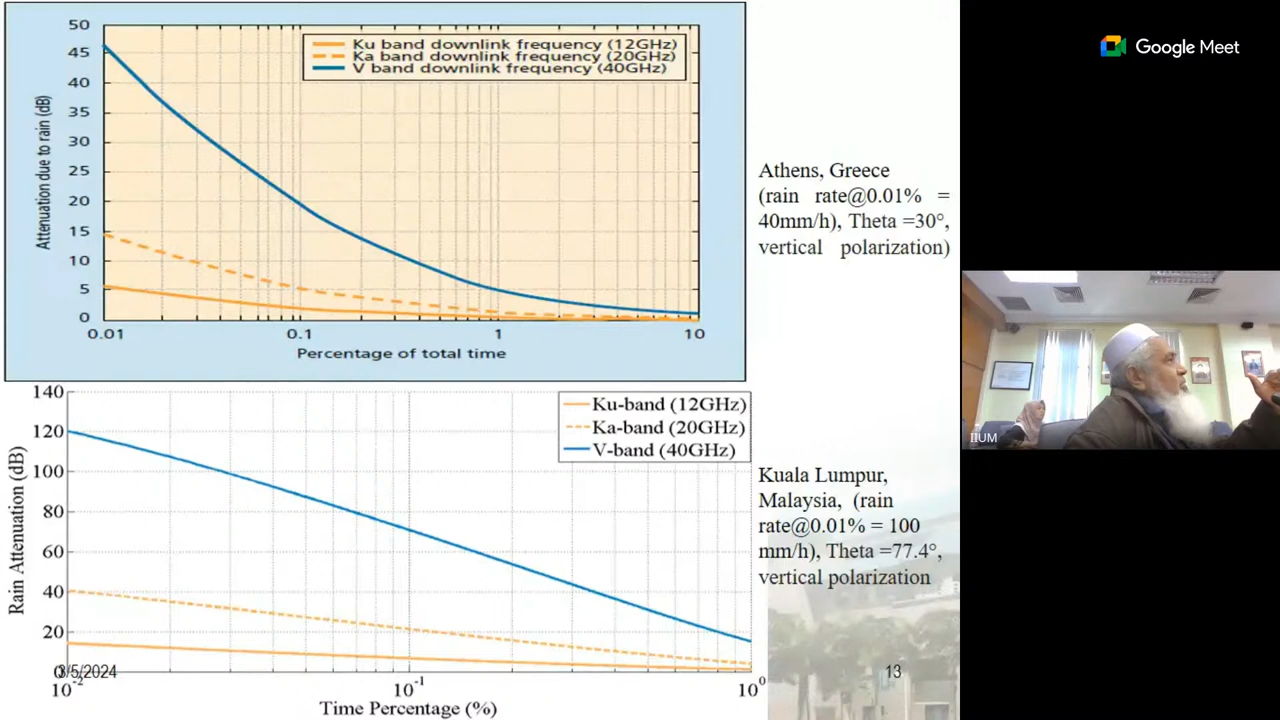 50
45
40
35
30
25
20
15
10
5
0
Attenuation due to rain (dB)
Ku band downlink frequency (12GHz)
Ka band downlink frequency (20GHz)
V band downlink frequency (40GHz)
0.01 0.1 1 10
Percentage of total time
Athens, Greece
(rain rate@0.01% =
40mm/h), Theta =30°,
vertical polarization)
140
120
100
80
60
40
20
0
Rain Attenuation (dB)
Ku-band (12GHz)
Ka-band (20GHz)
V-band (40GHz)
10-2 10-1 100
Time Percentage (%)
Kuala Lumpur,
Malaysia, (rain
rate@0.01% = 100
mm/h), Theta =77.4°,
vertical polarization
3/5/2024
13
Google Meet
IIUM